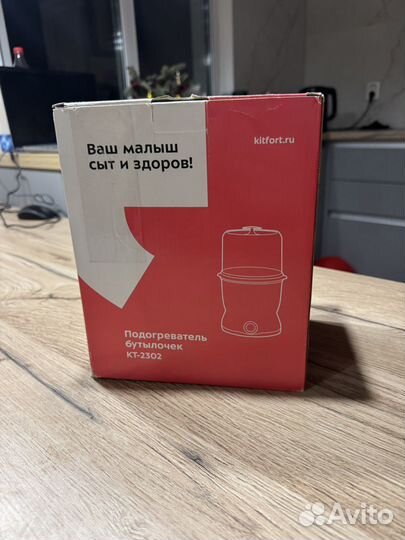 Ваш малыш
сыт и здоров!
kitfort.ru
Подогреватель
бутылочек
КТ-2302
Avito